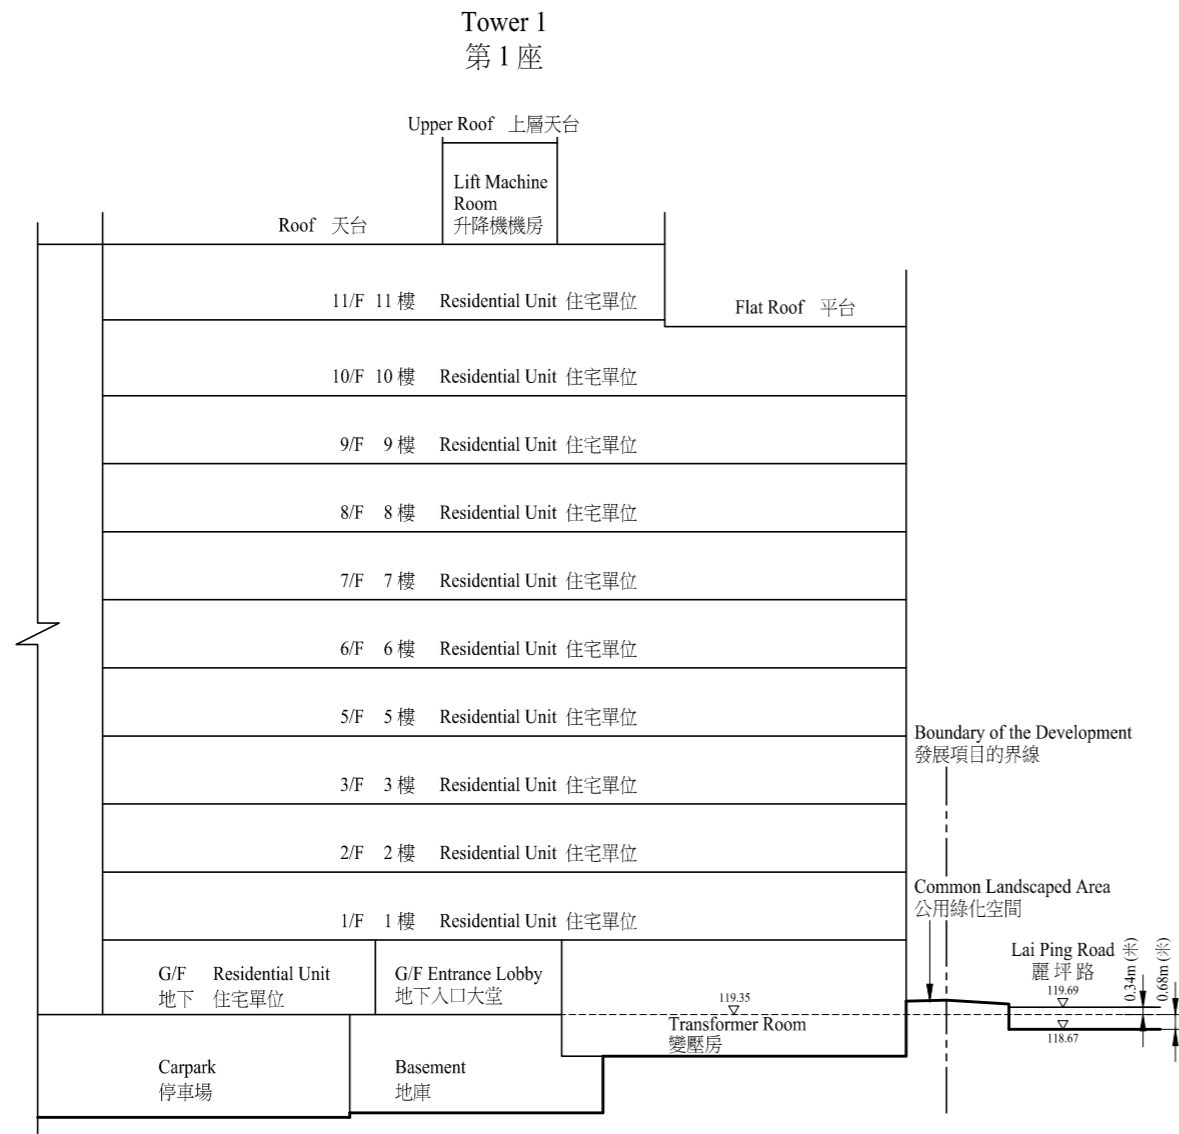 Tower 1
第 1 座
Upper Roof 上層天台
Lift Machine
Room
升降機機房
Roof 天台
11/F 11 樓 Residential Unit 住宅單位
Flat Roof 平台
10/F 10 樓 Residential Unit 住宅單位
9/F 9 樓 Residential Unit 住宅單位
8/F 8 樓 Residential Unit 住宅單位
7/F 7 樓 Residential Unit 住宅單位
6/F 6 樓 Residential Unit 住宅單位
5/F 5 樓 Residential Unit 住宅單位
Boundary of the Development
發展項目的界線
3/F 3 樓 Residential Unit 住宅單位
2/F 2 樓 Residential Unit 住宅單位
Common Landscaped Area
公用綠化空間
1/F 1 樓 Residential Unit 住宅單位
G/F Residential Unit
地下 住宅單位
G/F Entrance Lobby
地下入口大堂
Lai Ping Road
麗坪路
0.34m (米)
0.68m (米)
119.35
119.69
118.67
Transformer Room
變壓房
Carpark
停車場
Basement
地庫